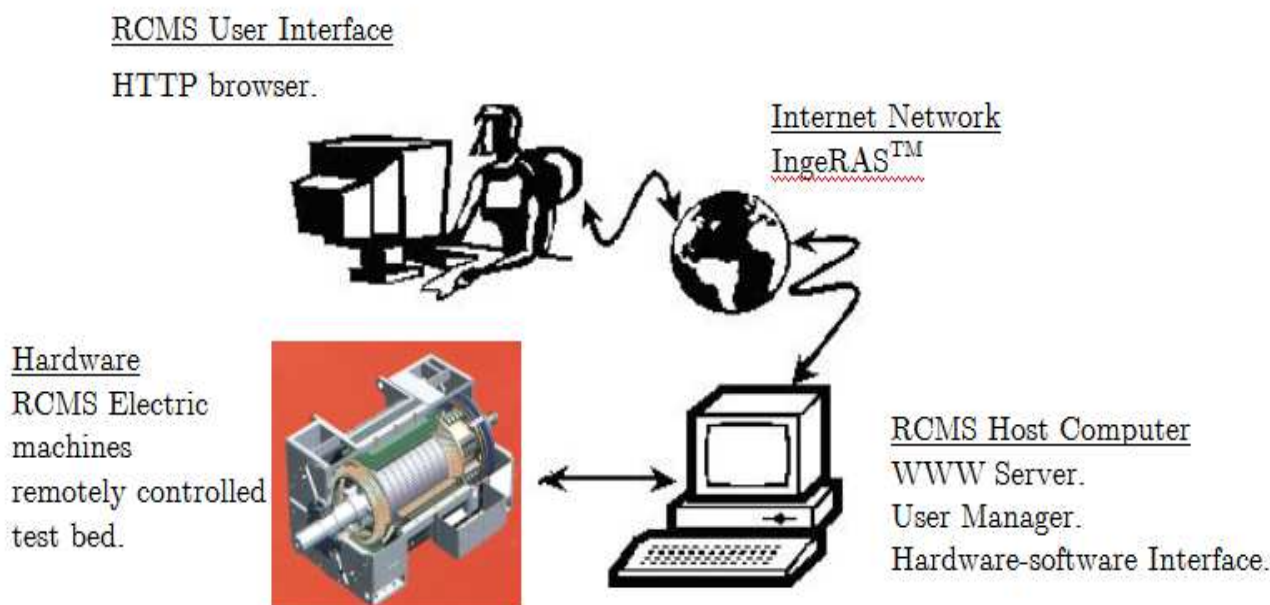 RCMS User Interface
HTTP browser.
Internet Network
IngeRAS™
Hardware
RCMS Electric
machines
remotely controlled
test bed.
RCMS Host Computer
WWW Server.
User Manager.
Hardware-software Interface.